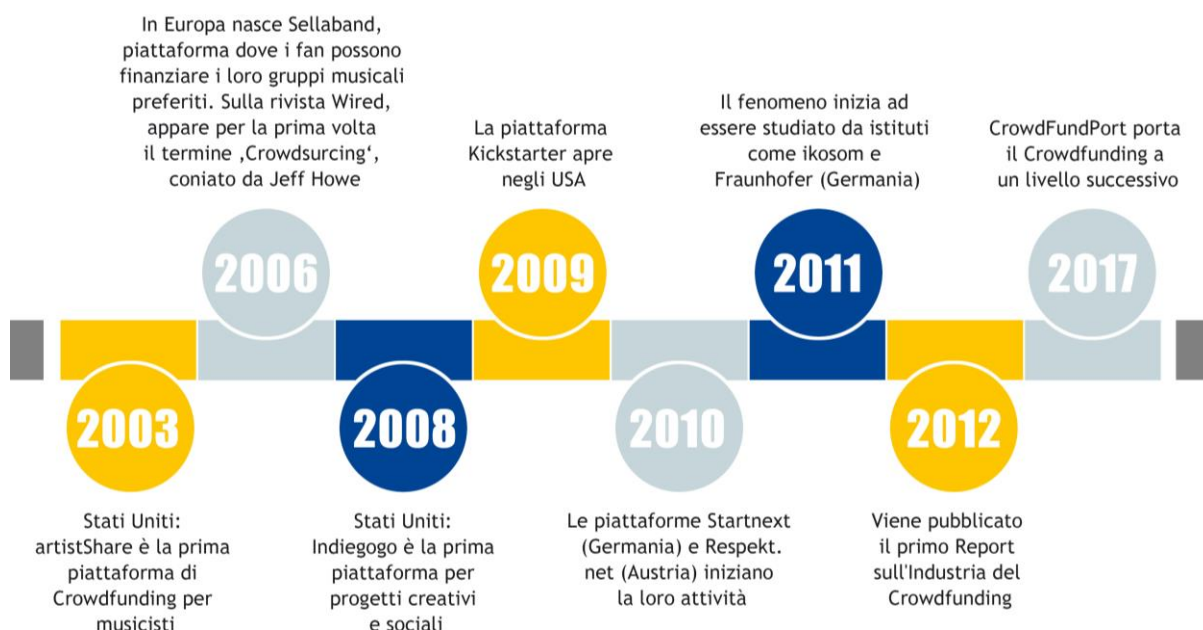 In Europa nasce Sellaband,
piattaforma dove i fan possono
finanziare i loro gruppi musicali
preferiti. Sulla rivista Wired,
appare per la prima volta
il termine ‚Crowdsurcing‘,
coniato da Jeff Howe
La piattaforma
Kickstarter apre
negli USA
Il fenomeno inizia ad
essere studiato da istituti
come ikosom e
Fraunhofer (Germania)
CrowdFundPort porta
il Crowdfunding a
un livello successivo
2006
2009
2011
2017
2003
2008
2010
2012
Stati Uniti:
artistShare è la prima
piattaforma di
Crowdfunding per
musicisti
Stati Uniti:
Indiegogo è la prima
piattaforma per
progetti creativi
e sociali
Le piattaforme Startnext
(Germania) e Respekt.
net (Austria) iniziano
la loro attività
Viene pubblicato
il primo Report
sull'Industria del
Crowdfunding